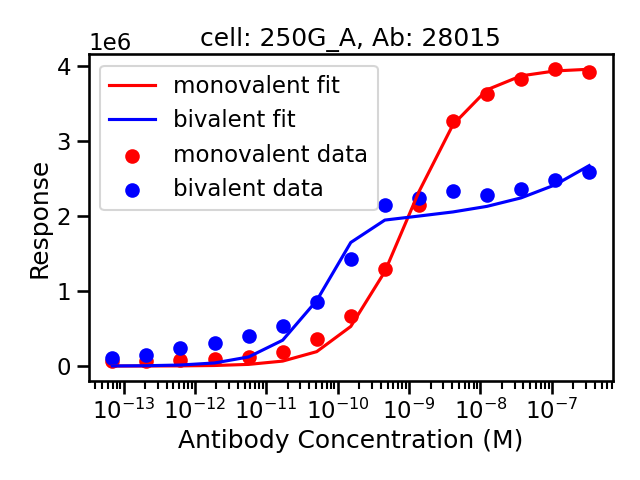 cell: 250G_A, Ab: 28015
1e6
monovalent fit
bivalent fit
monovalent data
bivalent data
4
3
2
1
0
Response
10⁻¹³ 10⁻¹² 10⁻¹¹ 10⁻¹⁰ 10⁻⁹ 10⁻⁸ 10⁻⁷
Antibody Concentration (M)